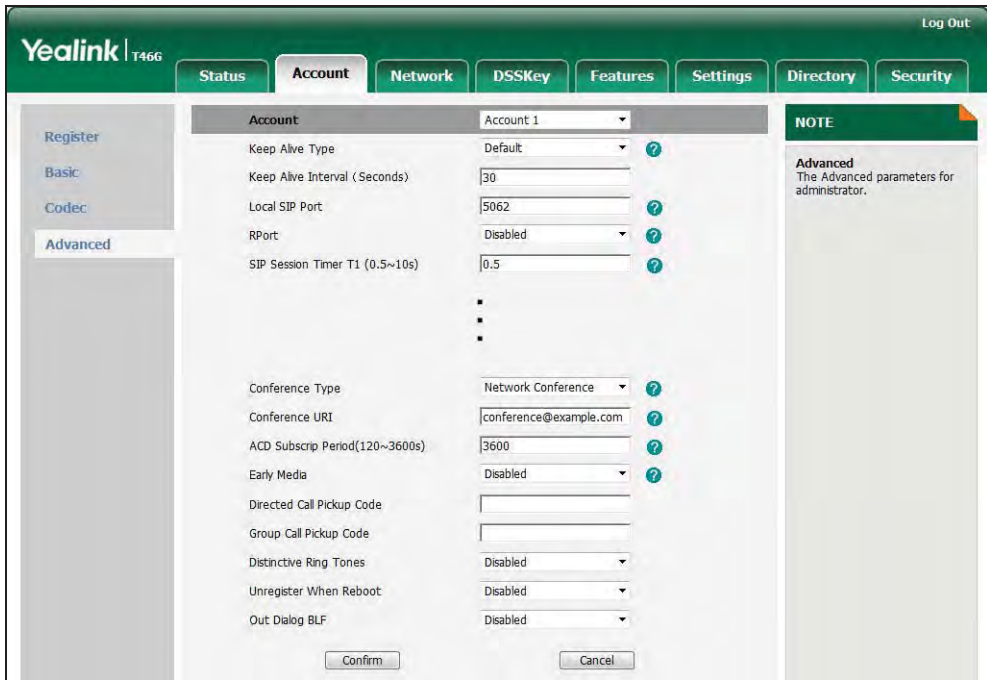 Log Out
Yealink | T46G
Status Account Network DSSKey Features Settings Directory Security
Register
Basic
Codec
Advanced
Account Account 1
Keep Alive Type Default ?
Keep Alive Interval (Seconds) 30
Local SIP Port 5062 ?
RPort Disabled ?
SIP Session Timer T1 (0.5~10s) 0.5 ?
Conference Type Network Conference ?
Conference URI conference@example.com ?
ACD Subscrip Period(120~3600s) 3600 ?
Early Media Disabled ?
Directed Call Pickup Code
Group Call Pickup Code
Distinctive Ring Tones Disabled
Unregister When Reboot Disabled
Out Dialog BLF Disabled
Confirm Cancel
NOTE
Advanced
The Advanced parameters for
administrator.